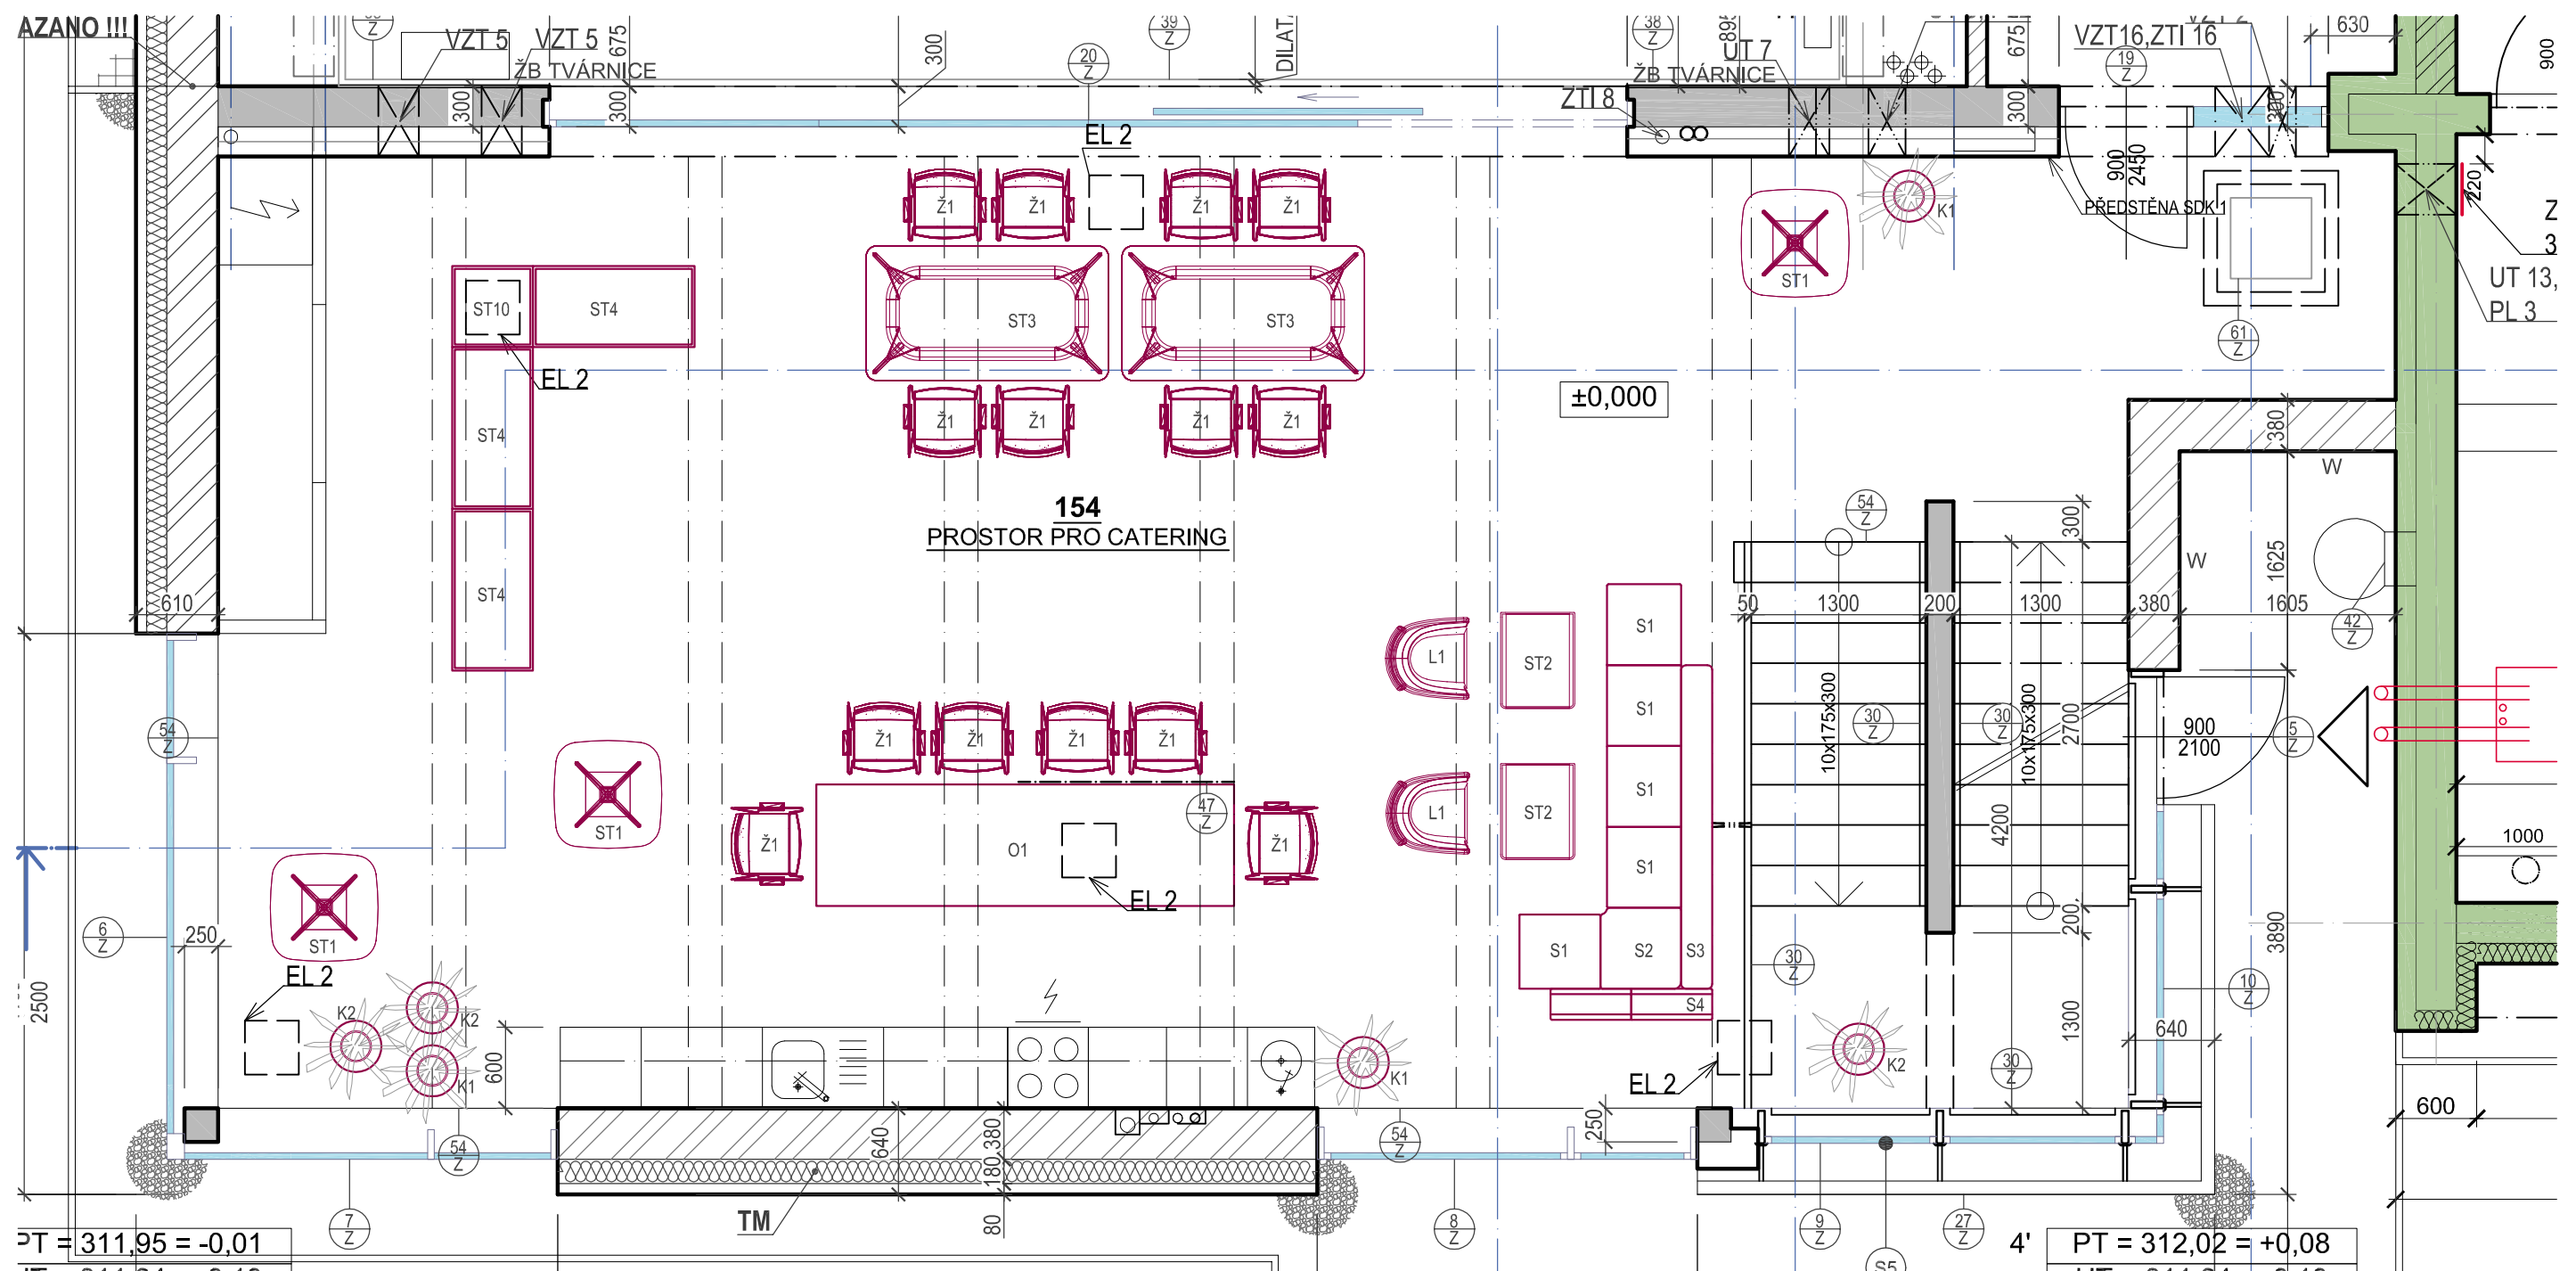 AZANO !!!
VZT 5
VZT 5
ŽB TVÁRNICE
675
300
300
300
20
Z
39
Z
DILAT.
38
Z
895
UT 7
ŽB TVÁRNICE
ZTI 8
675
300
VZT16,ZTI 16
19
Z
630
300
900
900
2450
PŘEDSTĚNA SDK 1
220
UT 13,
PL 3
61
Z
EL 2
Ž1
Ž1
Ž1
Ž1
ST1
K1
ST10
ST4
ST3
ST3
EL 2
±0,000
Ž1
Ž1
Ž1
Ž1
ST4
154
PROSTOR PRO CATERING
380
W
W
54
Z
300
1625
ST4
610
50
1300
200
1300
380
1605
42
Z
S1
L1
ST2
S1
10x175x300
30
Z
30
Z
10x175x300
2700
900
2100
5
Z
54
Z
Ž1
Ž1
Ž1
Ž1
ST1
47
Z
Ž1
O1
Ž1
EL 2
L1
ST2
S1
S1
4200
1000
ST1
6
Z
250
S1
S2
S3
S4
30
Z
200
3890
10
Z
2500
EL 2
K2
K2
K1
600
K1
EL 2
K2
30
Z
1300
640
600
54
Z
640
380
180
80
TM
54
Z
250
7
Z
8
Z
9
Z
27
Z
S5
PT = 311,95 = -0,01
4'
PT = 312,02 = +0,08